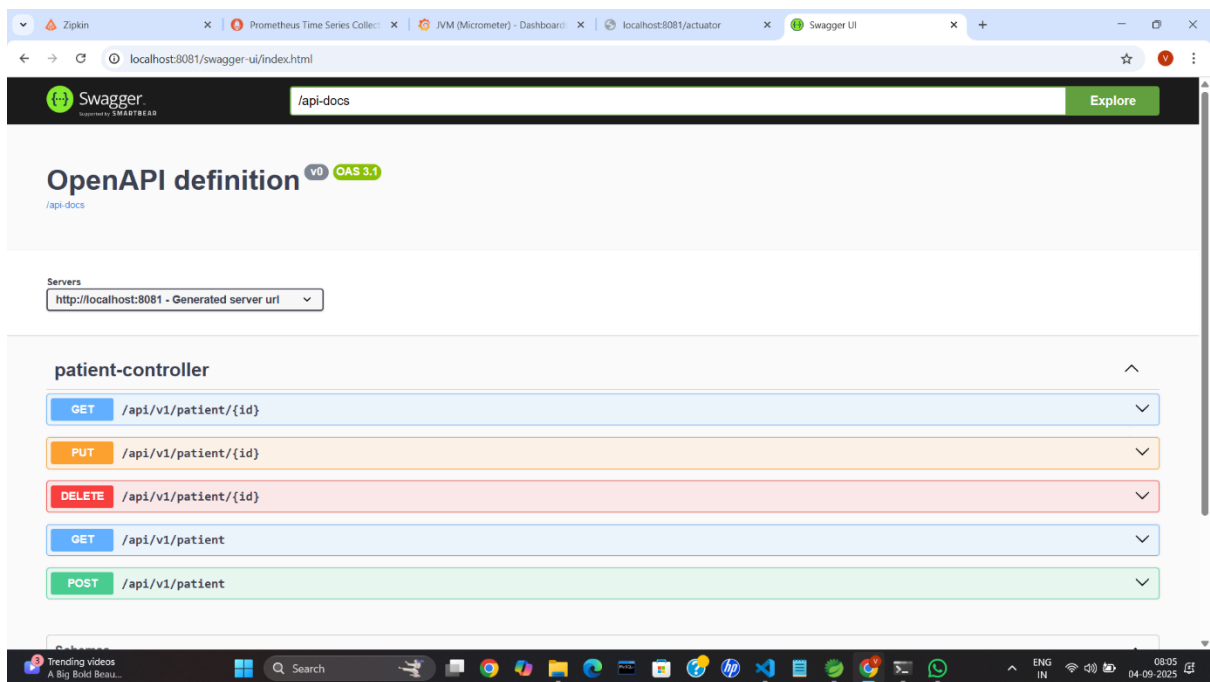 Zipkin
Prometheus Time Series Collect
JVM (Micrometer) - Dashboard
localhost:8081/actuator
Swagger UI
localhost:8081/swagger-ui/index.html
V
Swagger.
Supported by SMARTBEAR
/api-docs
Explore
OpenAPI definition v0 OAS 3.1
/api-docs
Servers
http://localhost:8081 - Generated server url
patient-controller
GET /api/v1/patient/{id}
PUT /api/v1/patient/{id}
DELETE /api/v1/patient/{id}
GET /api/v1/patient
POST /api/v1/patient
Schemas
3
Trending videos
A Big Bold Beau...
Search
ENG
IN
08:05
04-09-2025